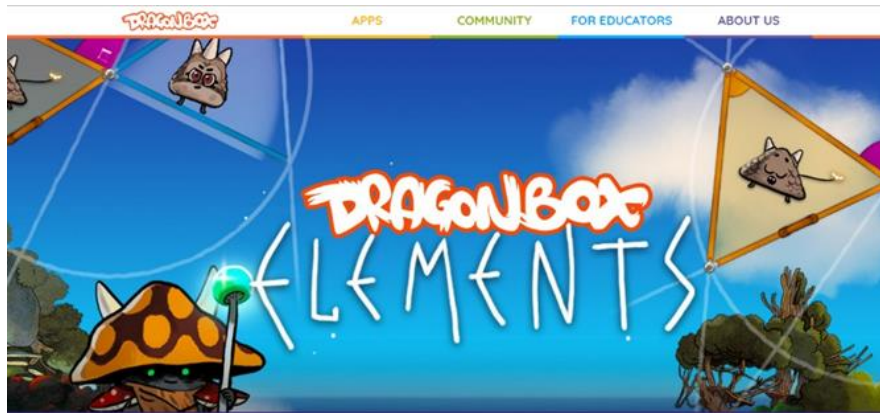 DRAGONBOX APPS COMMUNITY FOR EDUCATORS ABOUT US
DRAGONBOX
ELEMENTS